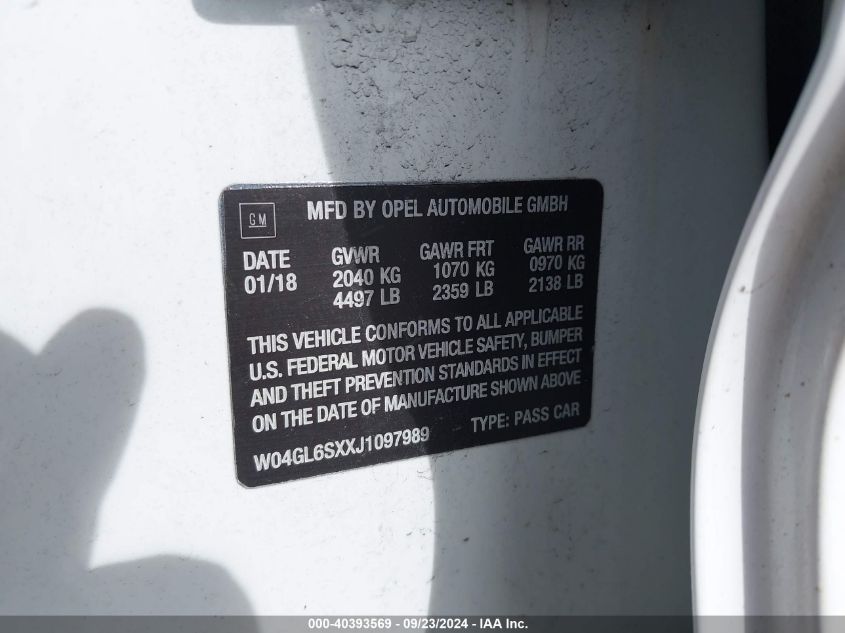 GM
MFD BY OPEL AUTOMOBILE GMBH
DATE GVWR GAWR FRT GAWR RR
01/18 2040 KG 1070 KG 0970 KG
4497 LB 2359 LB 2138 LB
THIS VEHICLE CONFORMS TO ALL APPLICABLE
U.S. FEDERAL MOTOR VEHICLE SAFETY, BUMPER
AND THEFT PREVENTION STANDARDS IN EFFECT
ON THE DATE OF MANUFACTURE SHOWN ABOVE
W04GL6SXXJ1097989 TYPE: PASS CAR
000-40393569 - 09/23/2024 - IAA Inc.